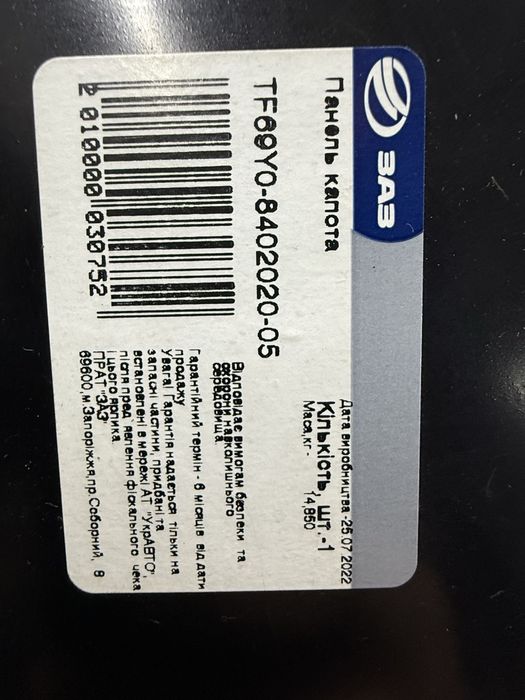 ЗАЗ
Панель капота
TF69Y0-8402020-05
2 010000 030752
Дата виробництва -25.07 2022
Кількість, шт.-1
Маса,кг- 14,850
Відповідає вимогам безпеки та
охорони навколишнього
середовища.
Гарантійний термін - 6 місяців від дати
продажу.
Увага! Гарантія надається тільки на
запасні частини, придбані та
встановлені в мережі АТ "УкрАВТО",
після пред`явлення фіскального чека
і цього ярлика.
ПРАТ "ЗАЗ"
69600,м.Запоріжжя,пр.Соборний, 8